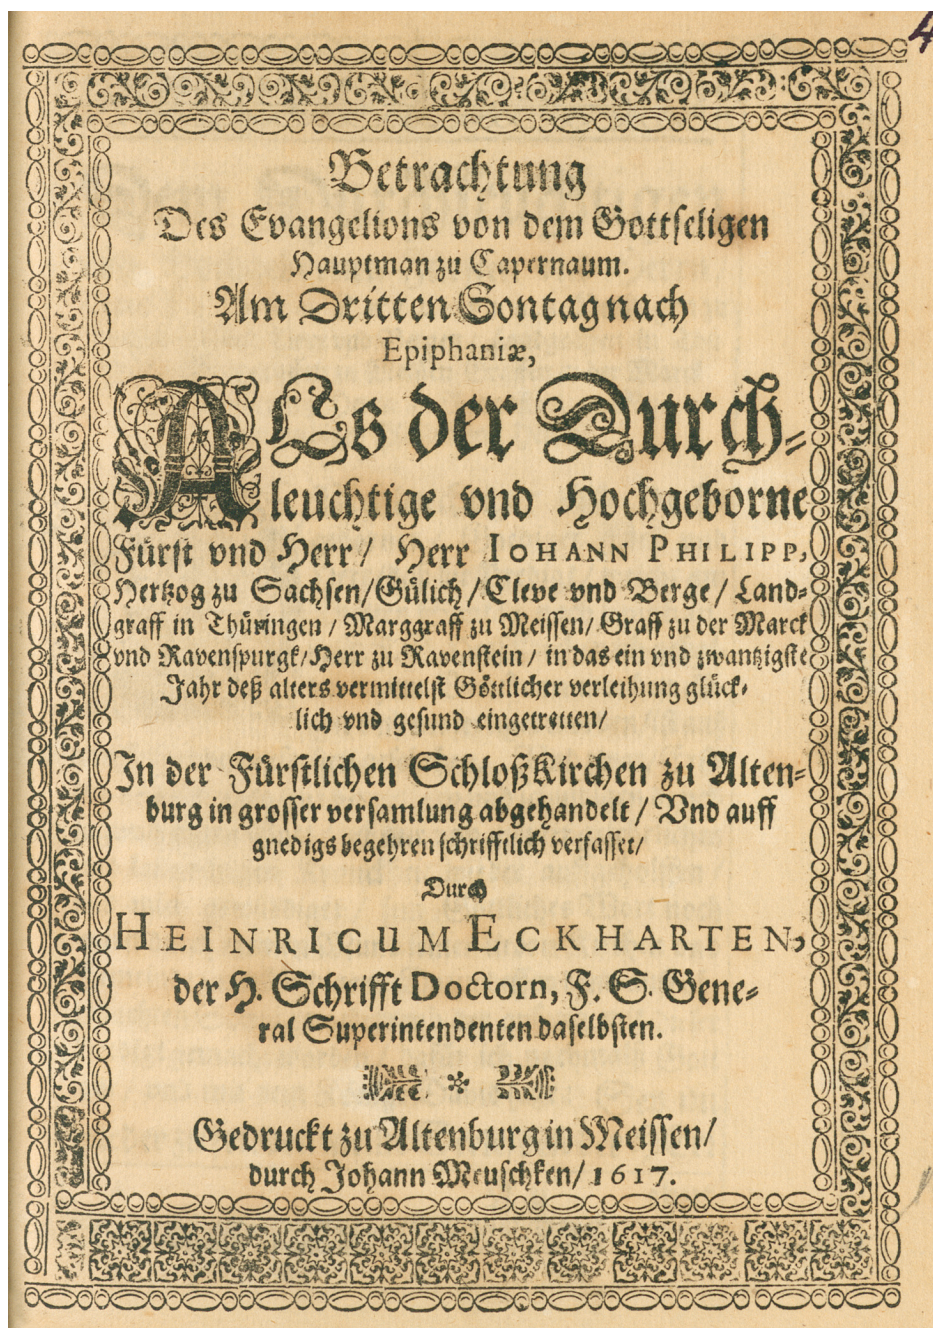 4
Betrachtung
Des Evangelions von dem Gottseligen
Hauptman zu Capernaum.
Am Dritten Sontag nach
Epiphaniæ,
ALs der Durch-
leuchtige vnd Hochgeborne
Fürst vnd Herr/ Herr IOHANN PHILIPP,
Hertzog zu Sachsen/Gülich/Cleve vnd Berge/Land-
graff in Thüringen/Marggraff zu Meissen/Graff zu der Marck
vnd Ravenspurgk/Herr zu Ravenstein/in das ein vnd zwantzigste
Jahr deß alters vermittelst Göttlicher verleihung glück-
lich vnd gesund eingetretten/
In der Fürstlichen SchloßKirchen zu Alten-
burg in grosser versamlung abgehandelt/Vnd auff
gnedigs begehren schrifftlich verfasset/
Durch
HEINRICUM ECKHARTEN,
der H. Schrifft Doctorn, F. S. Gene-
ral Superintendenten daselbsten.
Gedruckt zu Altenburg in Meissen/
durch Johann Meuschken/1617.